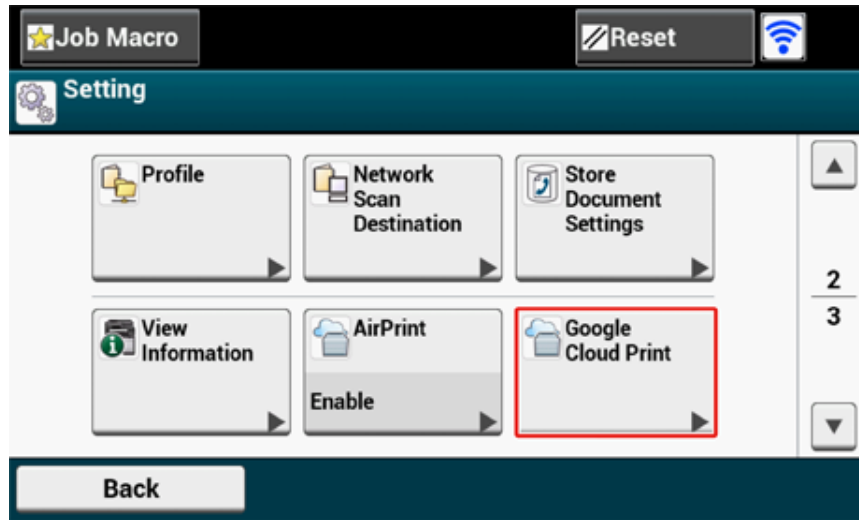 Job Macro
Reset
Setting
Profile
Network
Scan
Destination
Store
Document
Settings
2
3
View
Information
AirPrint
Enable
Google
Cloud Print
Back